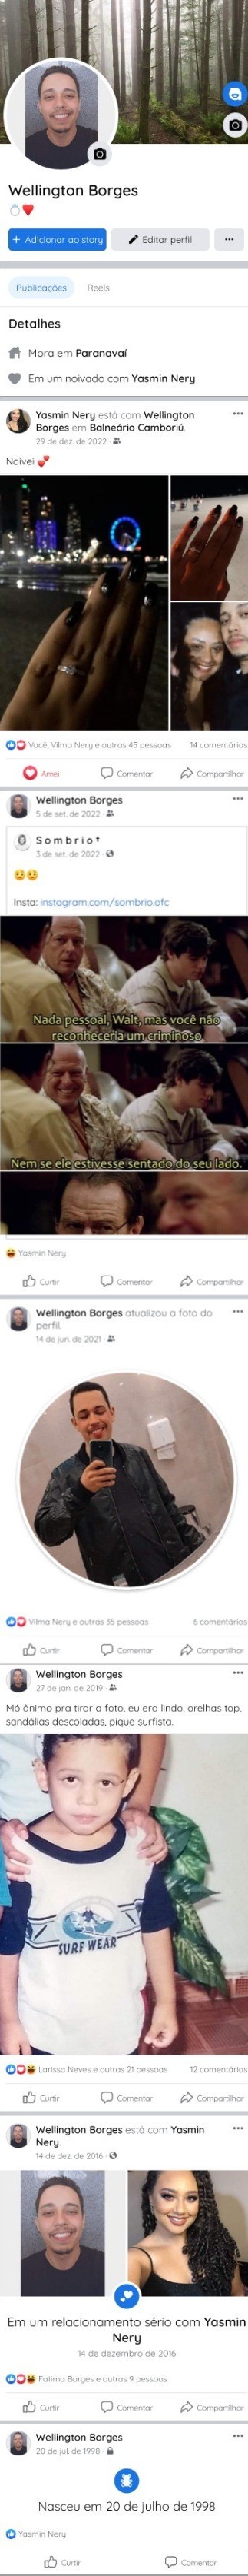 Wellington Borges
+ Adicionar ao story
Editar perfil
Publicações
Reels
Detalhes
Mora em Paranavaí
Em um noivado com Yasmin Nery
Yasmin Nery está com Wellington
Borges em Balneário Camboriú.
29 de dez. de 2022
Noivei
Você, Vilma Nery e outras 45 pessoas
14 comentários
Amei
Comentar
Compartilhar
Wellington Borges
5 de set. de 2022
Sombrio†
3 de set. de 2022
Insta: instagram.com/sombrio.ofc
Nada pessoal, Walt, mas você não
reconheceria um criminoso,
Nem se ele estivesse sentado do seu lado.
Yasmin Nery
Curtir
Comentar
Compartilhar
Wellington Borges atualizou a foto do
perfil.
14 de jun. de 2021
Vilma Nery e outras 35 pessoas
6 comentários
Curtir
Comentar
Compartilhar
Wellington Borges
27 de jan. de 2019
Mó ânimo pra tirar a foto, eu era lindo, orelhas top,
sandálias descoladas, pique surfista.
SURF WEAR
Larissa Neves e outros 21 pessoas
12 comentários
Curtir
Comentar
Compartilhar
Wellington Borges está com Yasmin
Nery
14 de dez. de 2016
Em um relacionamento sério com Yasmin
Nery
14 de dezembro de 2016
Fatima Borges e outras 9 pessoas
Curtir
Comentar
Compartilhar
Wellington Borges
20 de jul. de 1998
Nasceu em 20 de julho de 1998
Yasmin Nery
Curtir
Comentar